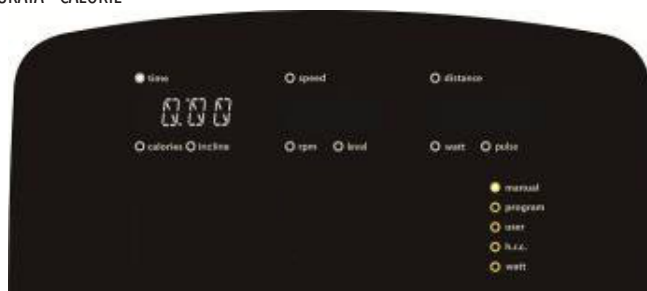 time speed distance
0:00
calories incline rpm level watt pulse
manual
program
user
h.r.c.
watt